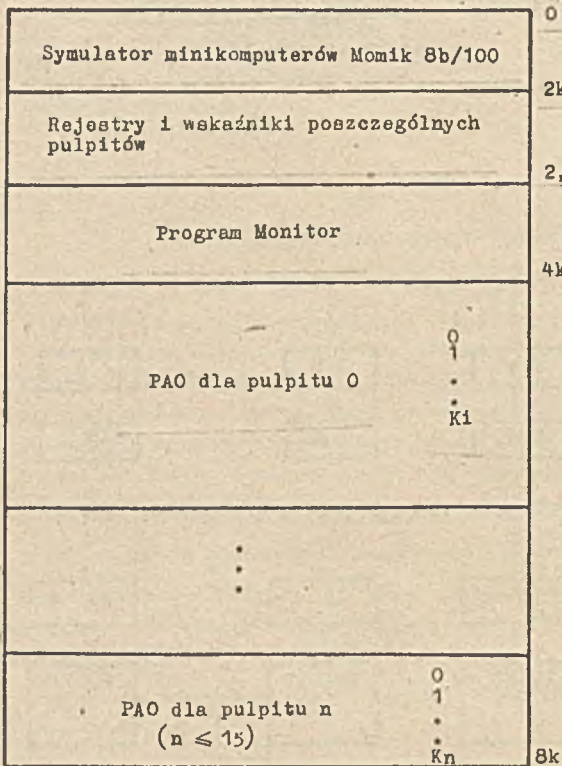 0
Symulator minikomputerów Momik 8b/100
2k
Rejestry i wskaźniki poszczególnych
pulpitów
2,
Program Monitor
4k
PAO dla pulpitu 0
0
1
.
.
Ki
PAO dla pulpitu n
(n ≤ 15)
0
1
.
.
Kn
8k